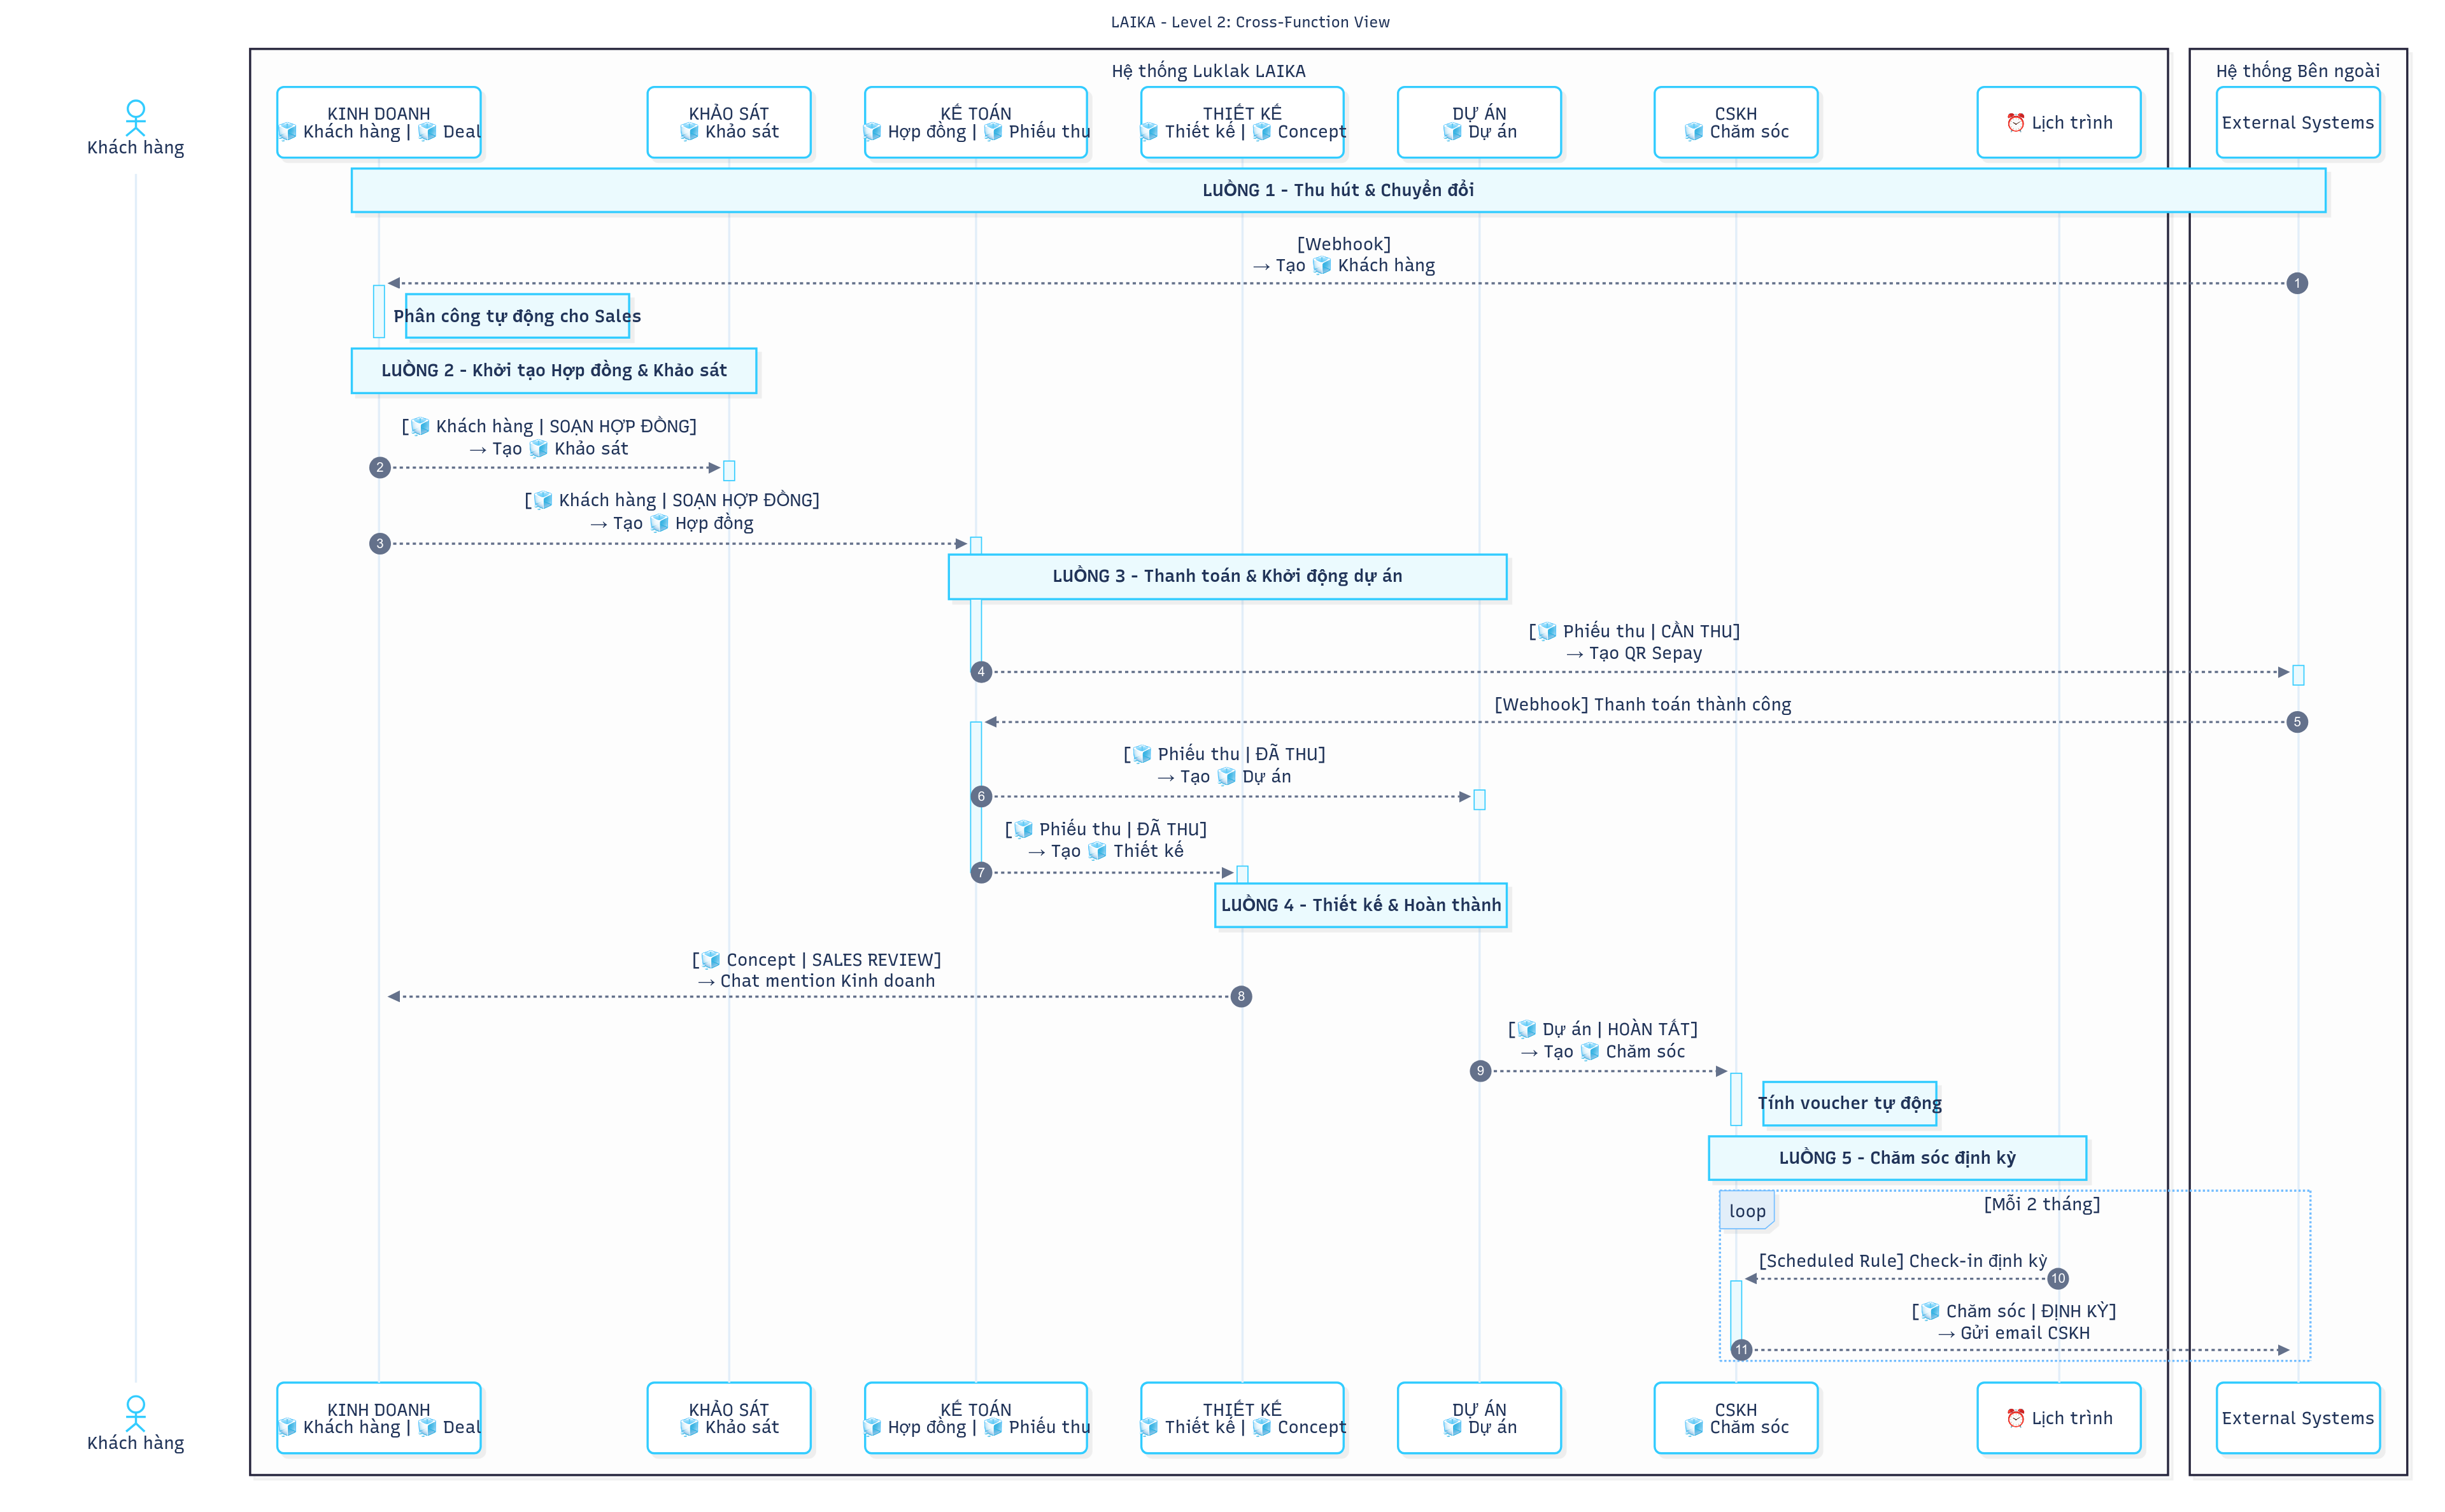 LAIKA - Level 2: Cross-Function View
Hệ thống Luklak LAIKA
Hệ thống Bên ngoài
Khách hàng
KINH DOANH
🧊 Khách hàng | 🧊 Deal
KHẢO SÁT
🧊 Khảo sát
KẾ TOÁN
🧊 Hợp đồng | 🧊 Phiếu thu
THIẾT KẾ
🧊 Thiết kế | 🧊 Concept
DỰ ÁN
🧊 Dự án
CSKH
🧊 Chăm sóc
⏰ Lịch trình
External Systems
LUỒNG 1 - Thu hút & Chuyển đổi
[Webhook]
→ Tạo 🧊 Khách hàng
1
Phân công tự động cho Sales
LUỒNG 2 - Khởi tạo Hợp đồng & Khảo sát
[🧊 Khách hàng | SOẠN HỢP ĐỒNG]
→ Tạo 🧊 Khảo sát
2
[🧊 Khách hàng | SOẠN HỢP ĐỒNG]
→ Tạo 🧊 Hợp đồng
3
LUỒNG 3 - Thanh toán & Khởi động dự án
[🧊 Phiếu thu | CẦN THU]
→ Tạo QR Sepay
4
[Webhook] Thanh toán thành công
5
[🧊 Phiếu thu | ĐÃ THU]
→ Tạo 🧊 Dự án
6
[🧊 Phiếu thu | ĐÃ THU]
→ Tạo 🧊 Thiết kế
7
LUỒNG 4 - Thiết kế & Hoàn thành
[🧊 Concept | SALES REVIEW]
→ Chat mention Kinh doanh
8
[🧊 Dự án | HOÀN TẤT]
→ Tạo 🧊 Chăm sóc
9
Tính voucher tự động
LUỒNG 5 - Chăm sóc định kỳ
loop
[Mỗi 2 tháng]
[Scheduled Rule] Check-in định kỳ
10
[🧊 Chăm sóc | ĐỊNH KỲ]
→ Gửi email CSKH
11
Khách hàng
KINH DOANH
🧊 Khách hàng | 🧊 Deal
KHẢO SÁT
🧊 Khảo sát
KẾ TOÁN
🧊 Hợp đồng | 🧊 Phiếu thu
THIẾT KẾ
🧊 Thiết kế | 🧊 Concept
DỰ ÁN
🧊 Dự án
CSKH
🧊 Chăm sóc
⏰ Lịch trình
External Systems